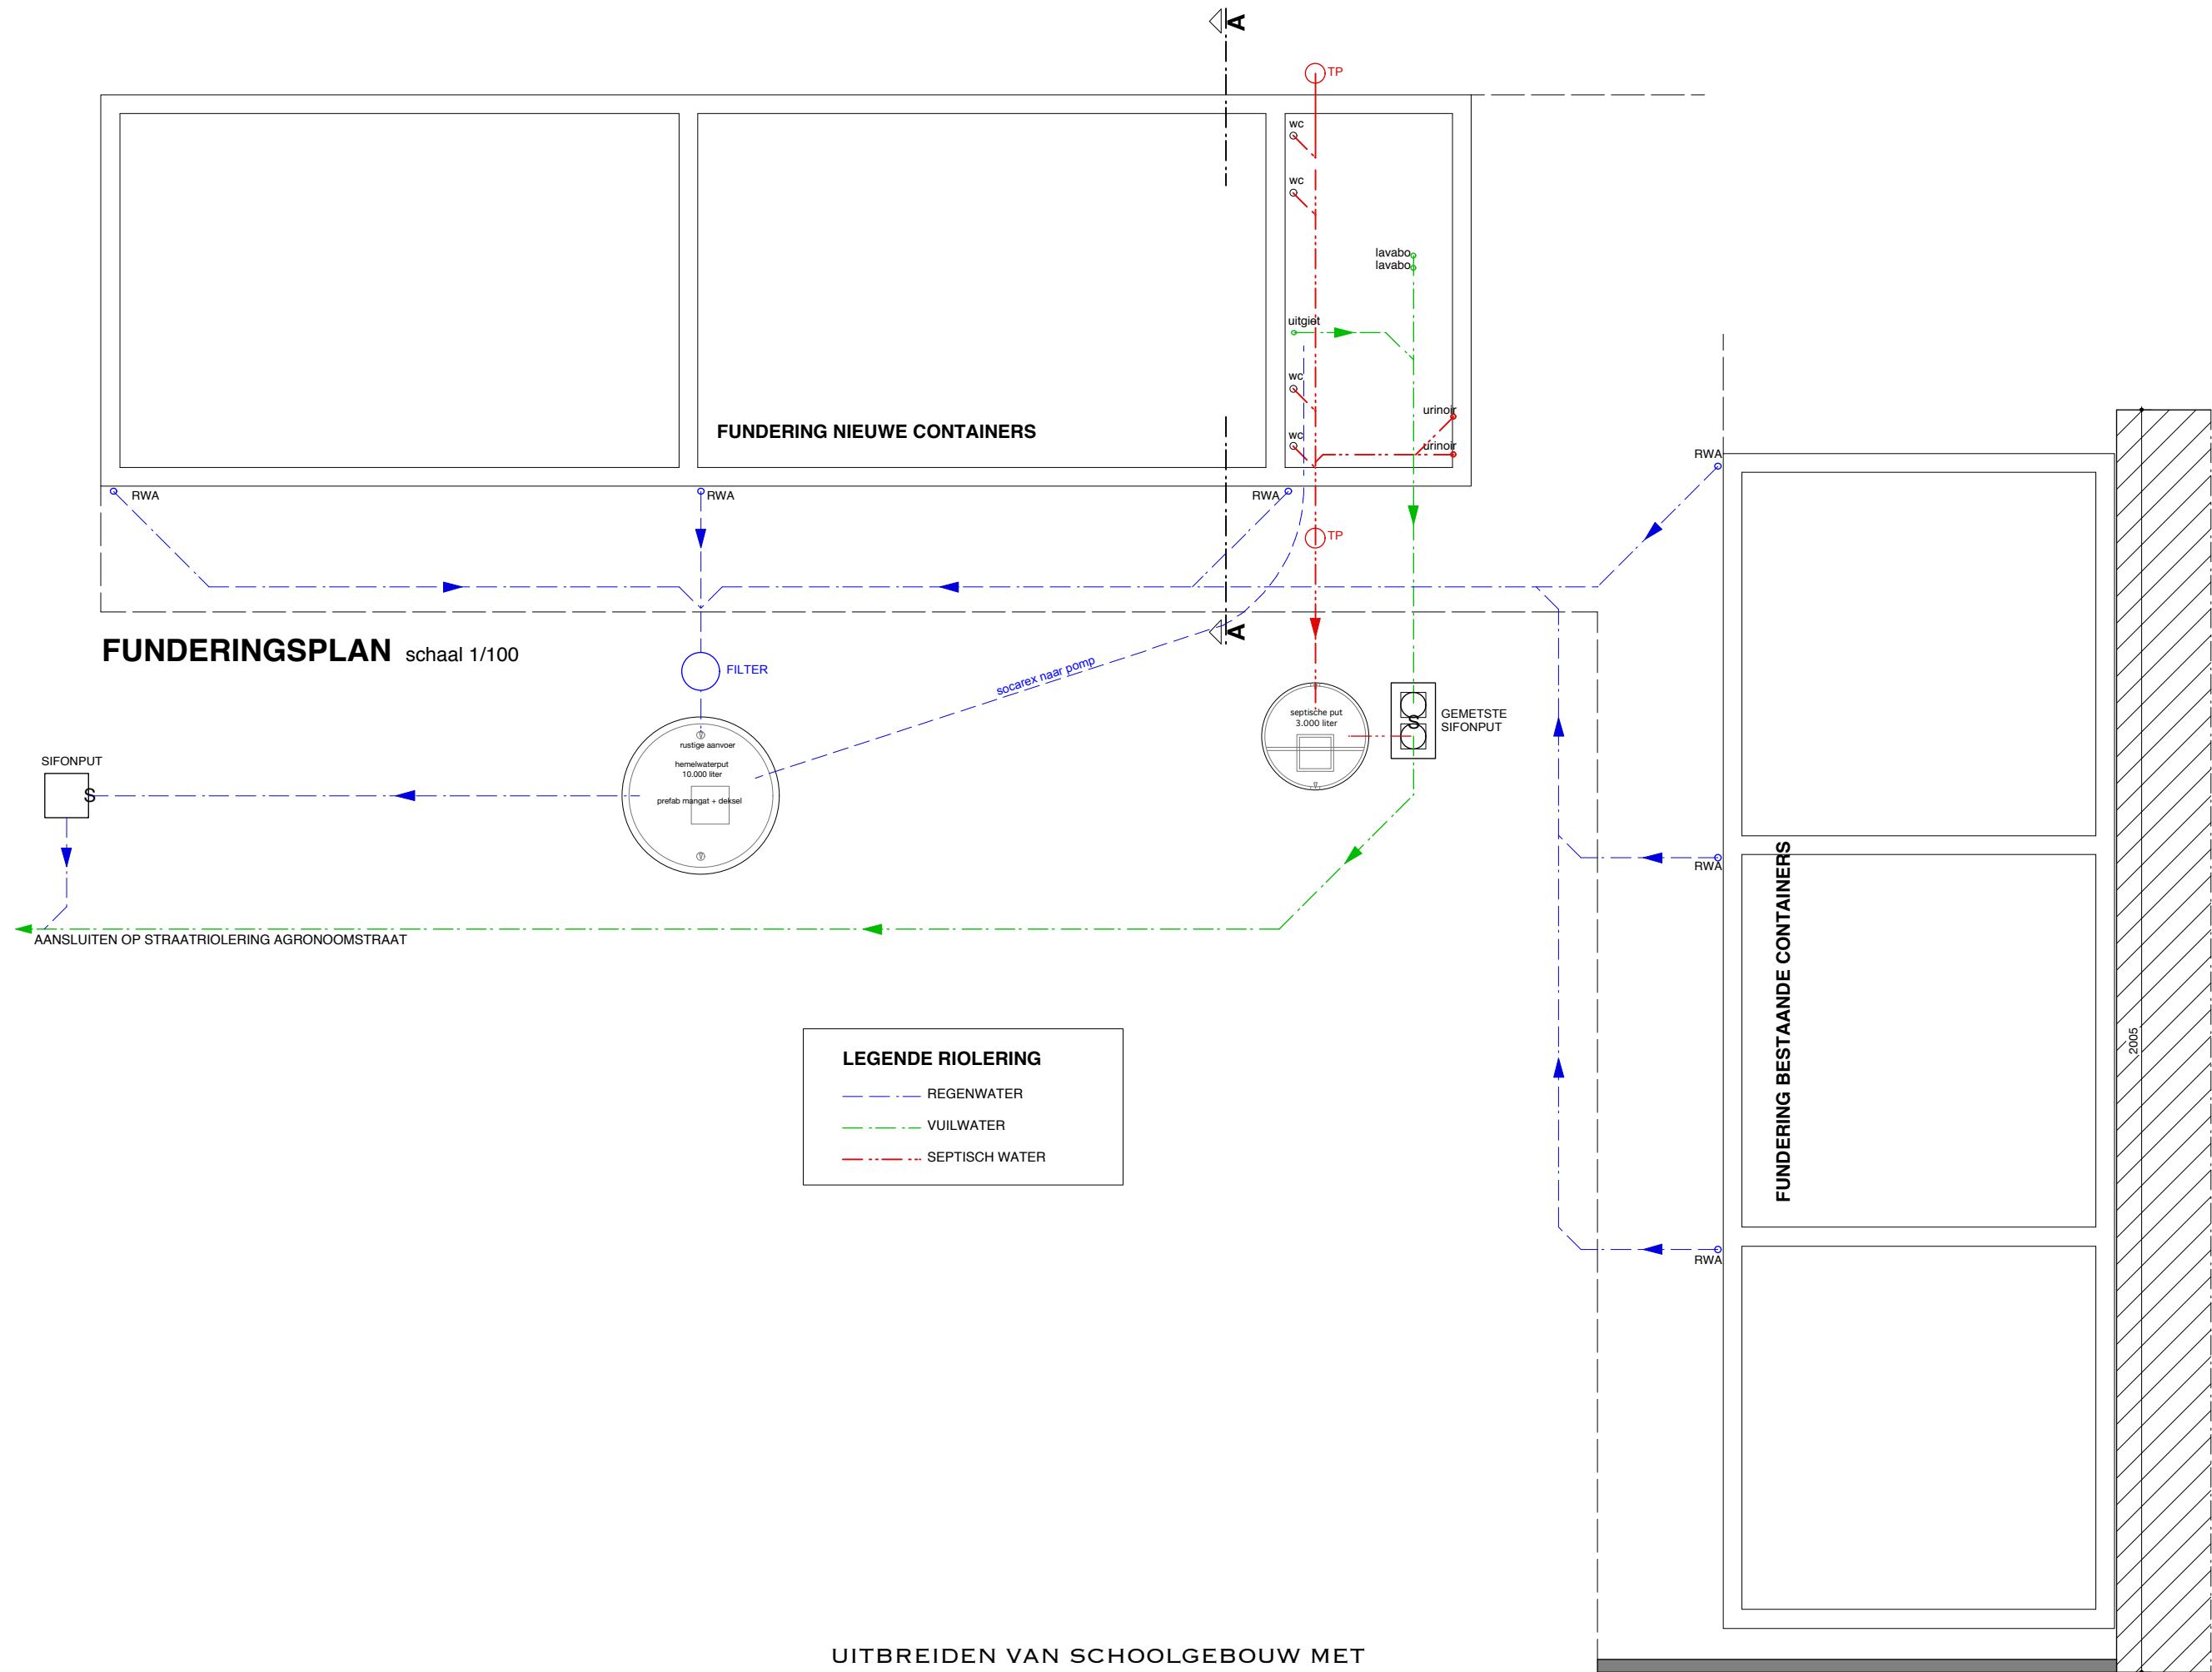 A
TP
wc
wc
lavabo
lavabo
uitgiet
wc
urinoir
FUNDERING NIEUWE CONTAINERS
wc
urinoir
RWA
RWA
RWA
RWA
TP
A
FUNDERINGSPLAN schaal 1/100
FILTER
socarex naar pomp
septische put
3.000 liter
S
GEMETSTE
SIFONPUT
rustige aanvoer
hemelwaterput
10.000 liter
prefab mangat + deksel
SIFONPUT
S
RWA
FUNDERING BESTAANDE CONTAINERS
AANSLUITEN OP STRAATRIOLERING AGRONOOMSTRAAT
2005
LEGENDE RIOLERING
REGENWATER
VUILWATER
SEPTISCH WATER
RWA
UITBREIDEN VAN SCHOOLGEBOUW MET